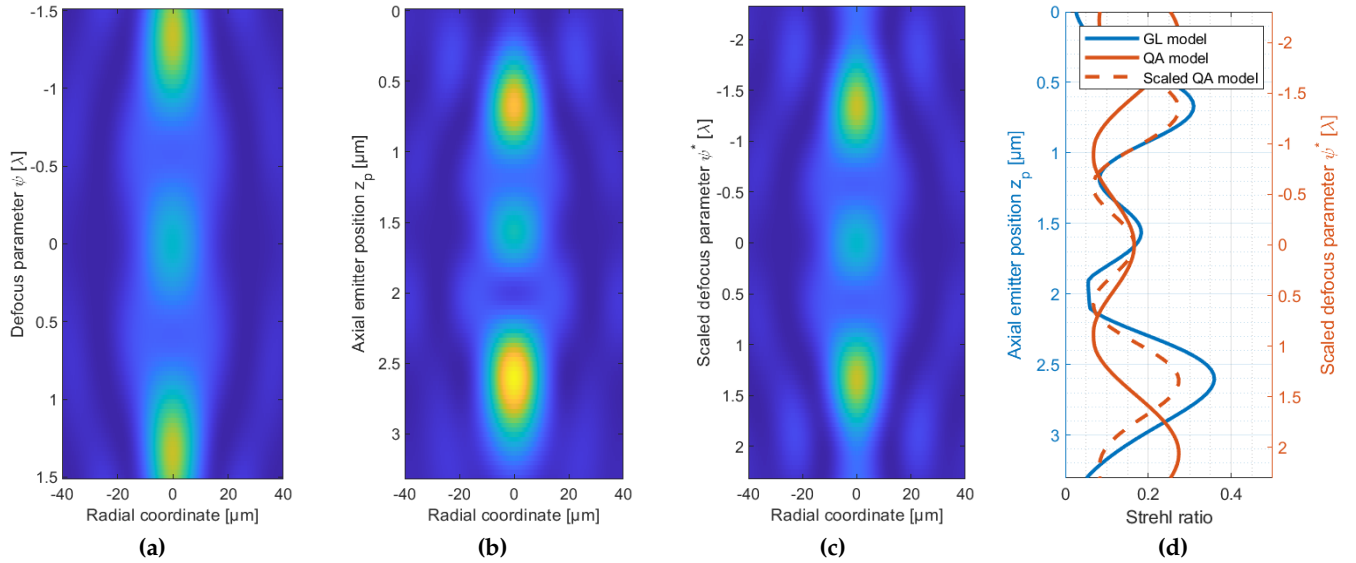 -1.5
-1
-0.5
0
0.5
1
1.5
Defocus parameter ψ [λ]
-40 -20 0 20 40
Radial coordinate [µm]
(a)
0
0.5
1
1.5
2
2.5
3
Axial emitter position z_p [µm]
-40 -20 0 20 40
Radial coordinate [µm]
(b)
-2
-1.5
-1
-0.5
0
0.5
1
1.5
2
Scaled defocus parameter ψ* [λ]
-40 -20 0 20 40
Radial coordinate [µm]
(c)
0
0.5
1
1.5
2
2.5
3
Axial emitter position z_p [µm]
GL model
QA model
Scaled QA model
-2
-1.5
-1
-0.5
0
0.5
1
1.5
2
Scaled defocus parameter ψ* [λ]
0 0.2 0.4
Strehl ratio
(d)